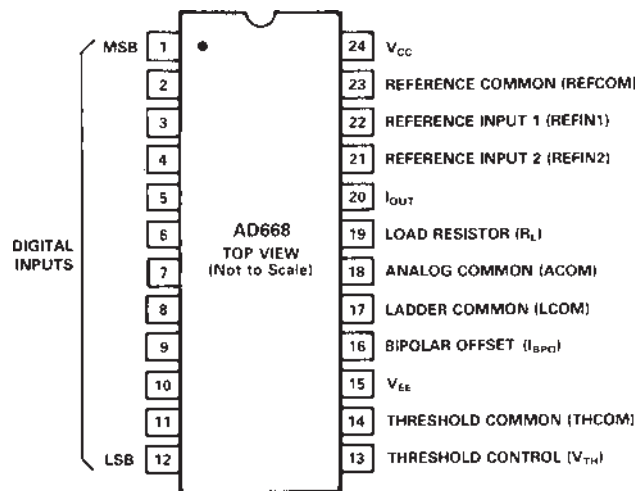 MSB 1 24 VCC
2 23 REFERENCE COMMON (REFCOM)
3 22 REFERENCE INPUT 1 (REFIN1)
4 21 REFERENCE INPUT 2 (REFIN2)
5 20 IOUT
6 19 LOAD RESISTOR (RL)
7 18 ANALOG COMMON (ACOM)
8 17 LADDER COMMON (LCOM)
9 16 BIPOLAR OFFSET (IBPO)
10 15 VEE
11 14 THRESHOLD COMMON (THCOM)
LSB 12 13 THRESHOLD CONTROL (VTH)
DIGITAL
INPUTS
AD668
TOP VIEW
(Not to Scale)